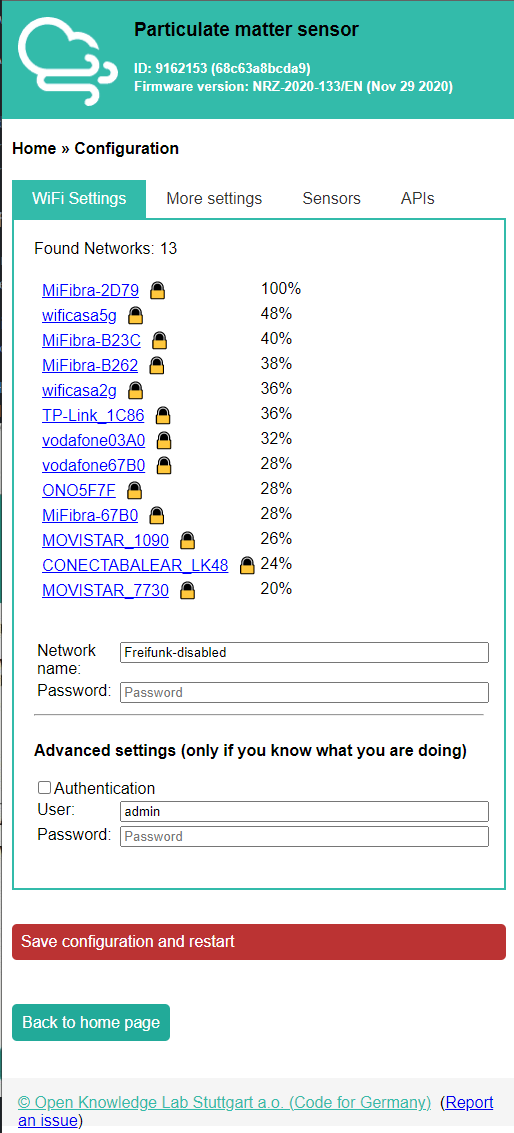 Particulate matter sensor
ID: 9162153 (68c63a8bcda9)
Firmware version: NRZ-2020-133/EN (Nov 29 2020)
Home » Configuration
WiFi Settings More settings Sensors APIs
Found Networks: 13
MiFibra-2D79 100%
wificasa5g 48%
MiFibra-B23C 40%
MiFibra-B262 38%
wificasa2g 36%
TP-Link_1C86 36%
vodafone03A0 32%
vodafone67B0 28%
ONO5F7F 28%
MiFibra-67B0 28%
MOVISTAR_1090 26%
CONECTABALEAR_LK48 24%
MOVISTAR_7730 20%
Network
name: Freifunk-disabled
Password: Password
Advanced settings (only if you know what you are doing)
Authentication
User: admin
Password: Password
Save configuration and restart
Back to home page
© Open Knowledge Lab Stuttgart a.o. (Code for Germany) (Report
an issue)